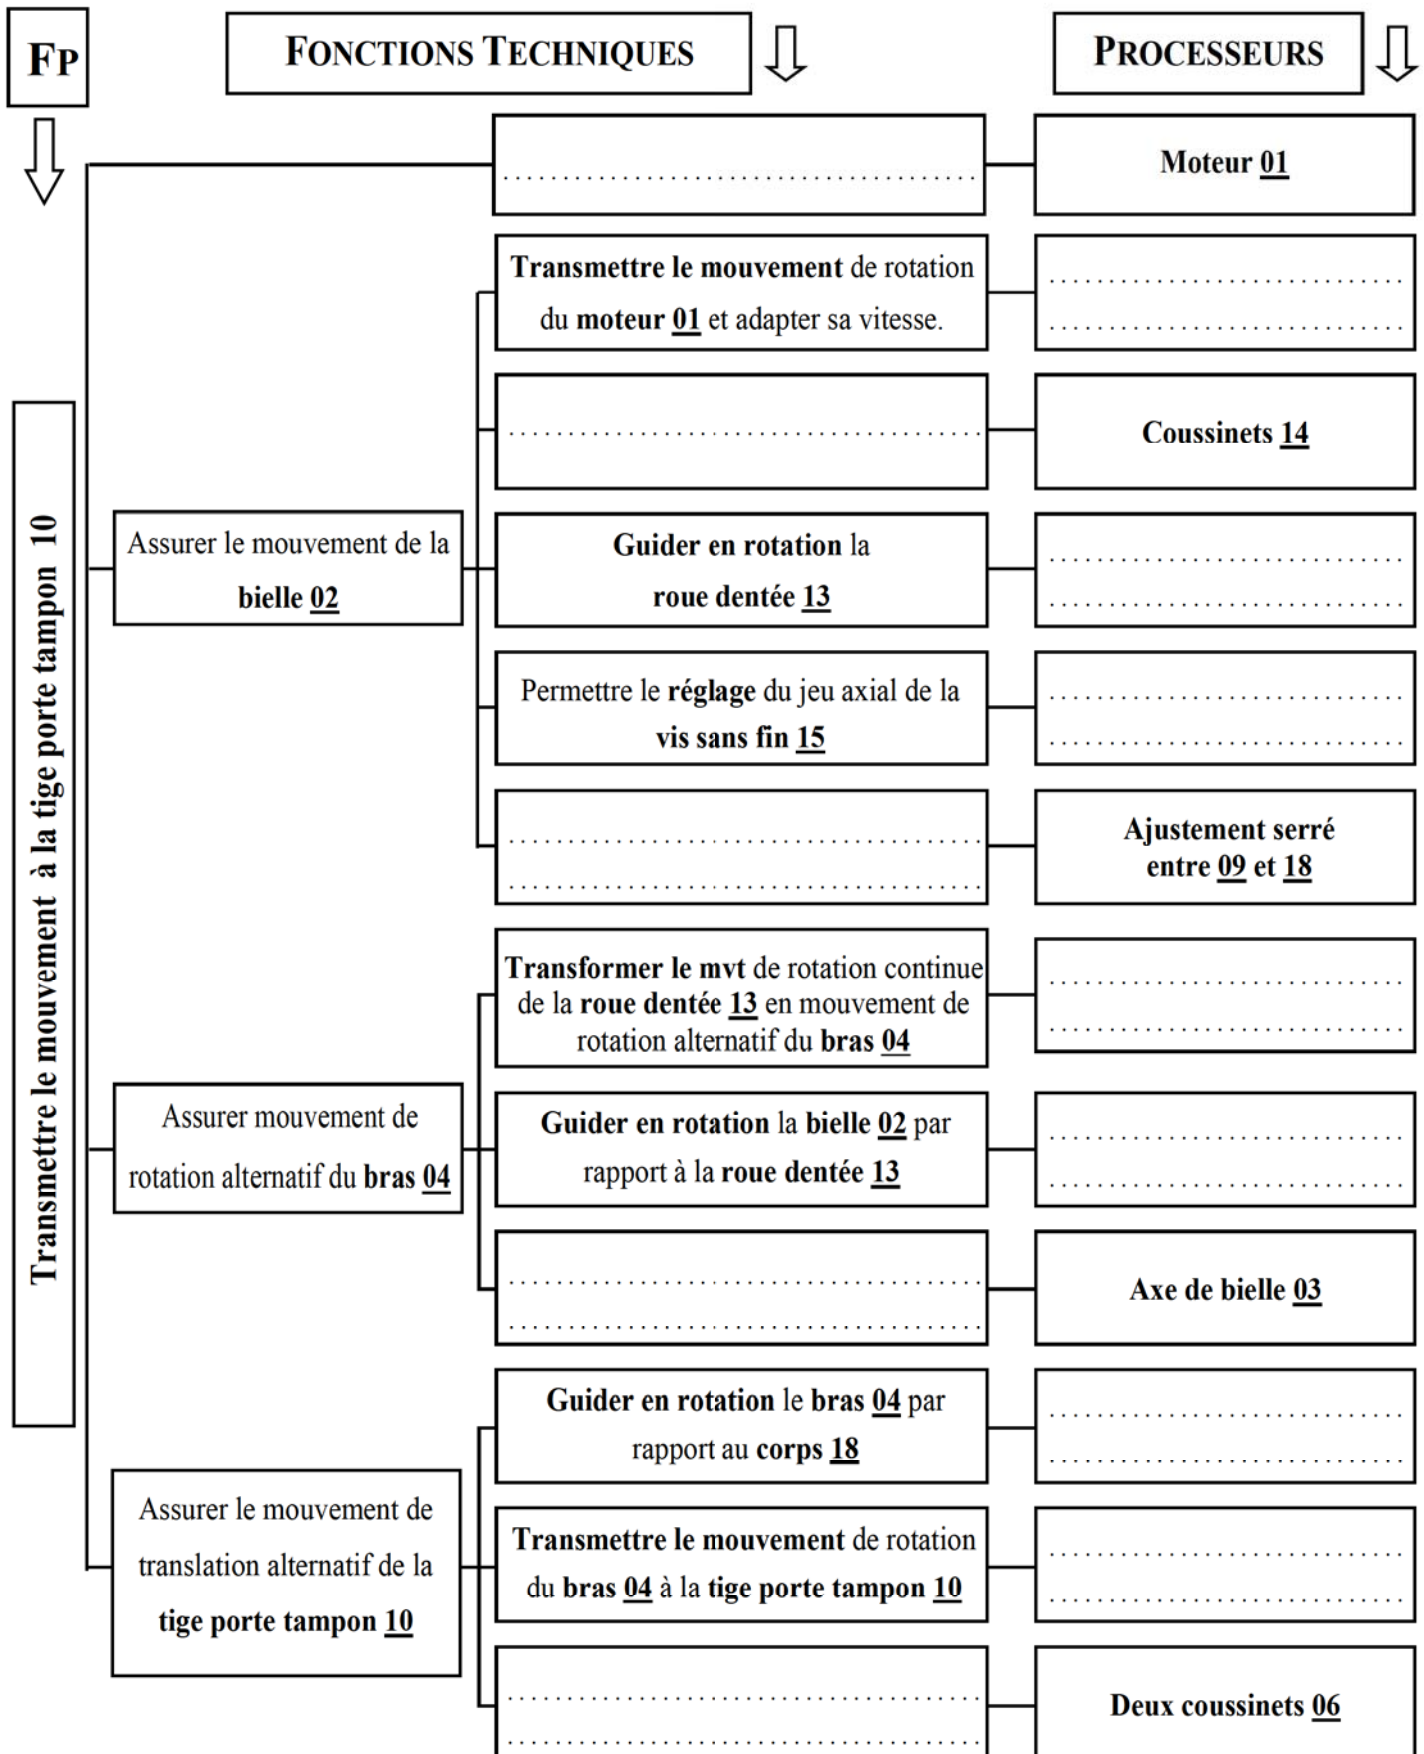 FP
FONCTIONS TECHNIQUES
PROCESSEURS
Transmettre le mouvement à la tige porte tampon 10
........................................
Moteur 01
Transmettre le mouvement de rotation
du moteur 01 et adapter sa vitesse.
..............................
..............................
........................................
Coussinets 14
Assurer le mouvement de la
bielle 02
Guider en rotation la
roue dentée 13
..............................
..............................
Permettre le réglage du jeu axial de la
vis sans fin 15
..............................
..............................
........................................
........................................
Ajustement serré
entre 09 et 18
Transformer le mvt de rotation continue
de la roue dentée 13 en mouvement de
rotation alternatif du bras 04
..............................
..............................
Assurer mouvement de
rotation alternatif du bras 04
Guider en rotation la bielle 02 par
rapport à la roue dentée 13
..............................
..............................
........................................
........................................
Axe de bielle 03
Guider en rotation le bras 04 par
rapport au corps 18
..............................
..............................
Assurer le mouvement de
translation alternatif de la
tige porte tampon 10
Transmettre le mouvement de rotation
du bras 04 à la tige porte tampon 10
..............................
..............................
........................................
........................................
Deux coussinets 06